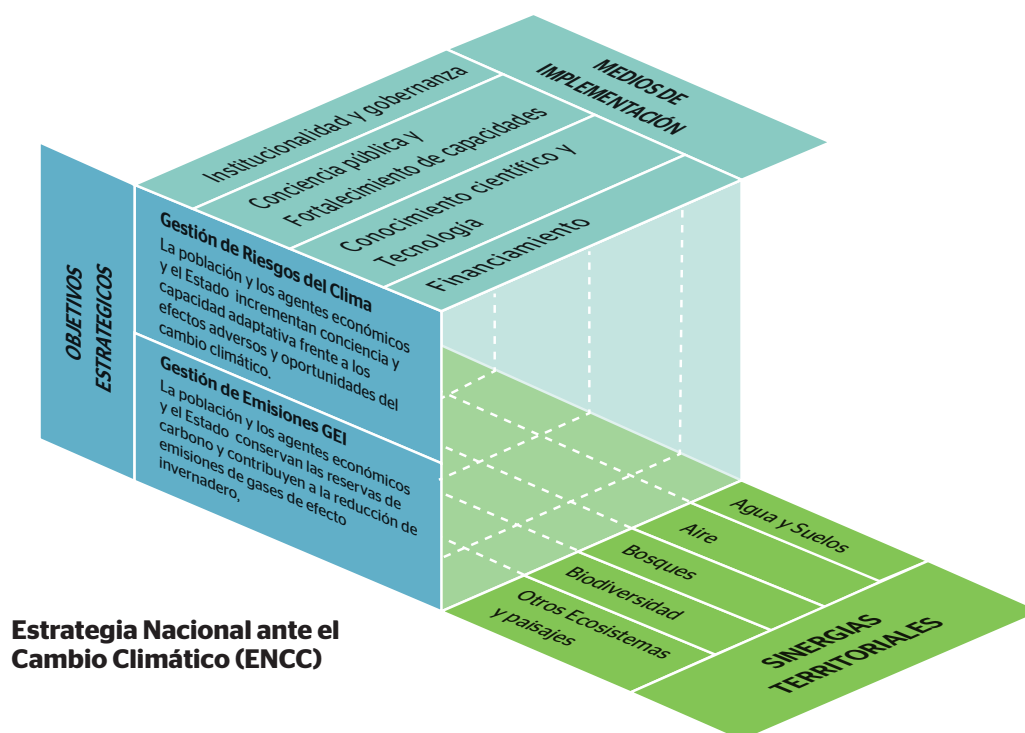 MEDIOS DE
IMPLEMENTACIÓN
Institucionalidad y gobernanza
Conciencia pública y
Fortalecimiento de capacidades
Conocimiento científico y
Tecnología
Financiamiento
OBJETIVOS
ESTRATEGICOS
Gestión de Riesgos del Clima
La población y los agentes económicos
y el Estado incrementan conciencia y
capacidad adaptativa frente a los
efectos adversos y oportunidades del
cambio climático.
Gestión de Emisiones GEI
La población y los agentes económicos
y el Estado conservan las reservas de
carbono y contribuyen a la reducción de
emisiones de gases de efecto
invernadero,
Agua y Suelos
Aire
Bosques
Biodiversidad
Otros Ecosistemas
y paisajes
SINERGIAS
TERRITORIALES
Estrategia Nacional ante el
Cambio Climático (ENCC)